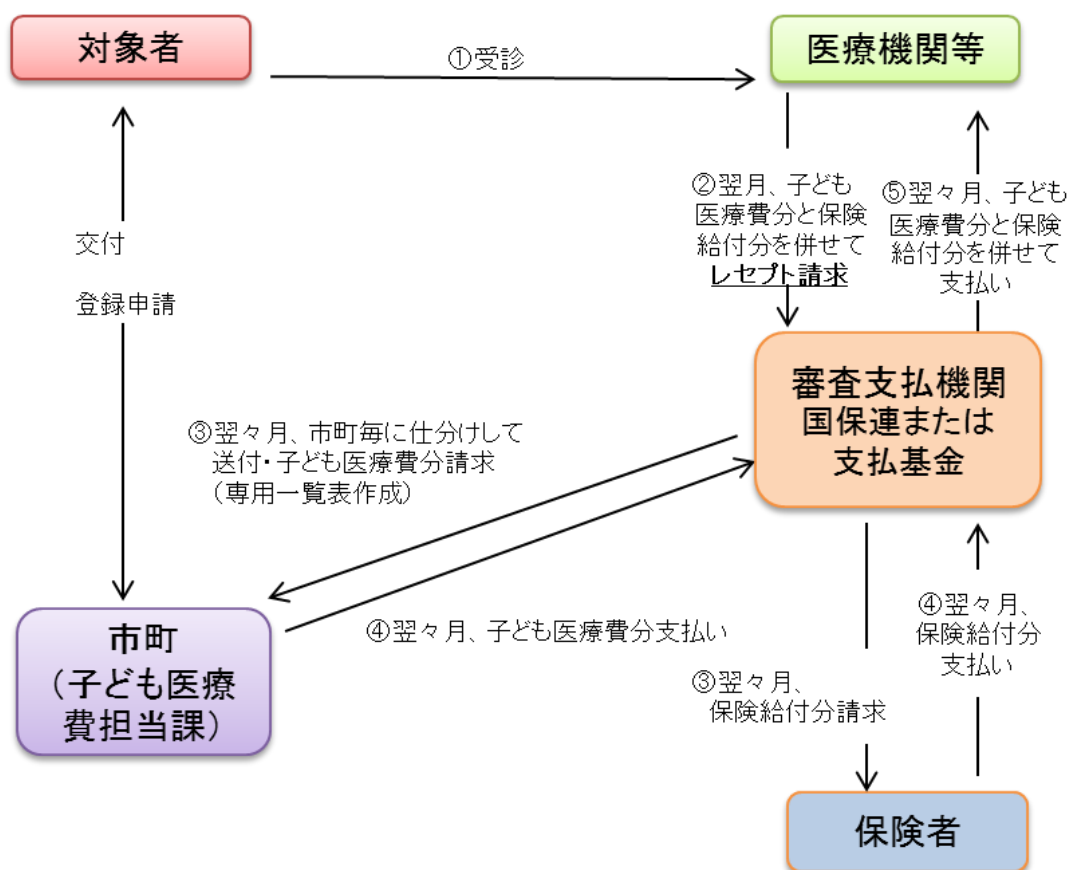 対象者
①受診
医療機関等
②翌月、子ども
医療費分と保険
給付分を併せて
レセプト請求
⑤翌々月、子ども
医療費分と保険
給付分を併せて
支払い
交付
登録申請
審査支払機関
国保連または
支払基金
③翌々月、市町毎に仕分けして
送付・子ども医療費分請求
（専用一覧表作成）
④翌々月、子ども医療費分支払い
市町
（子ども医療
費担当課）
③翌々月、
保険給付分請求
④翌々月、
保険給付分
支払い
保険者